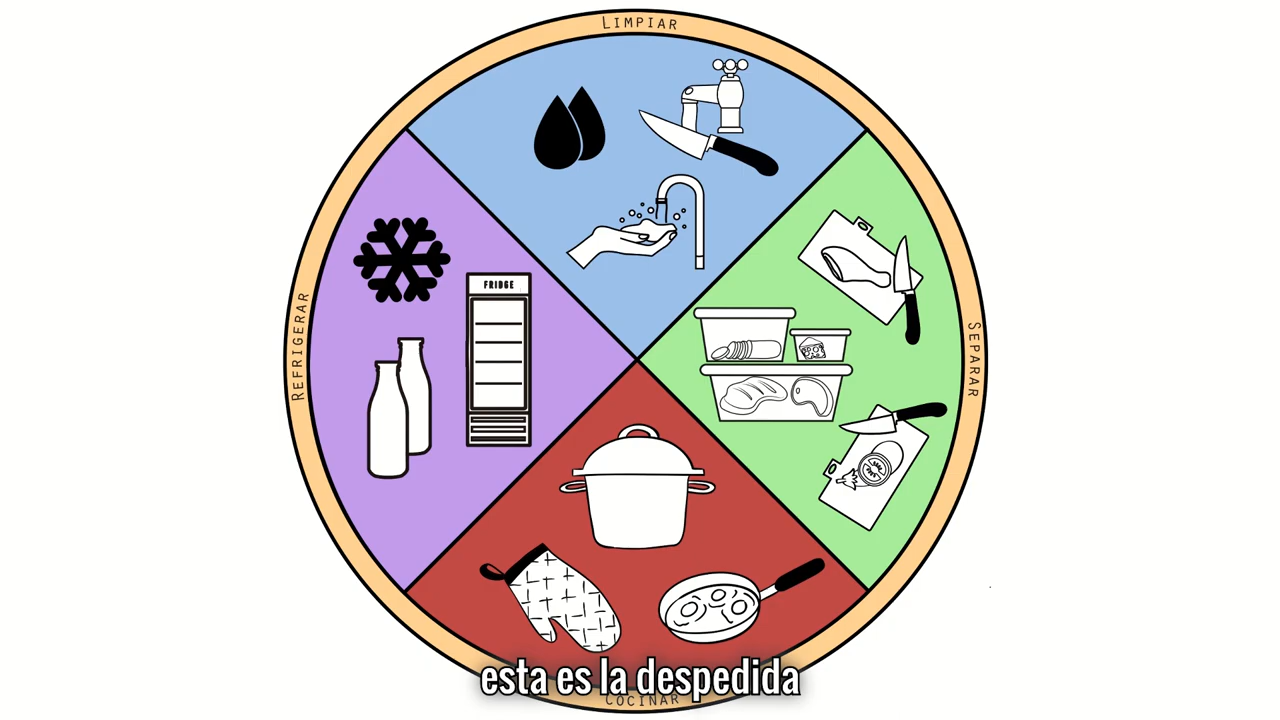 LIMPIAR
REFRIGERAR
FRIDGE
SEPARAR
esta es la despedida
COCINAR